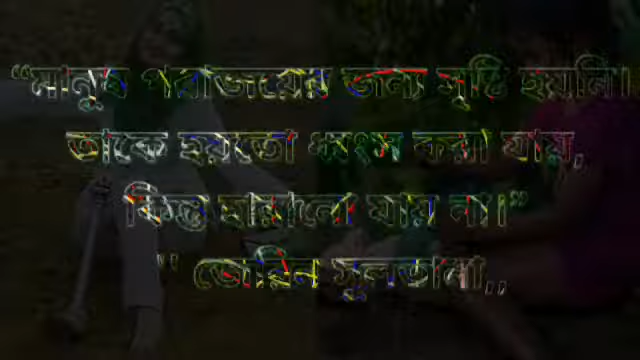 “মানুষ পরাজয়ের জন্য সৃষ্টি হয়নি।
তাকে হয়তো ধ্বংস করা যায়,
কিন্তু হারানো যায় না।”
'' জেরিন সুলতানা,,